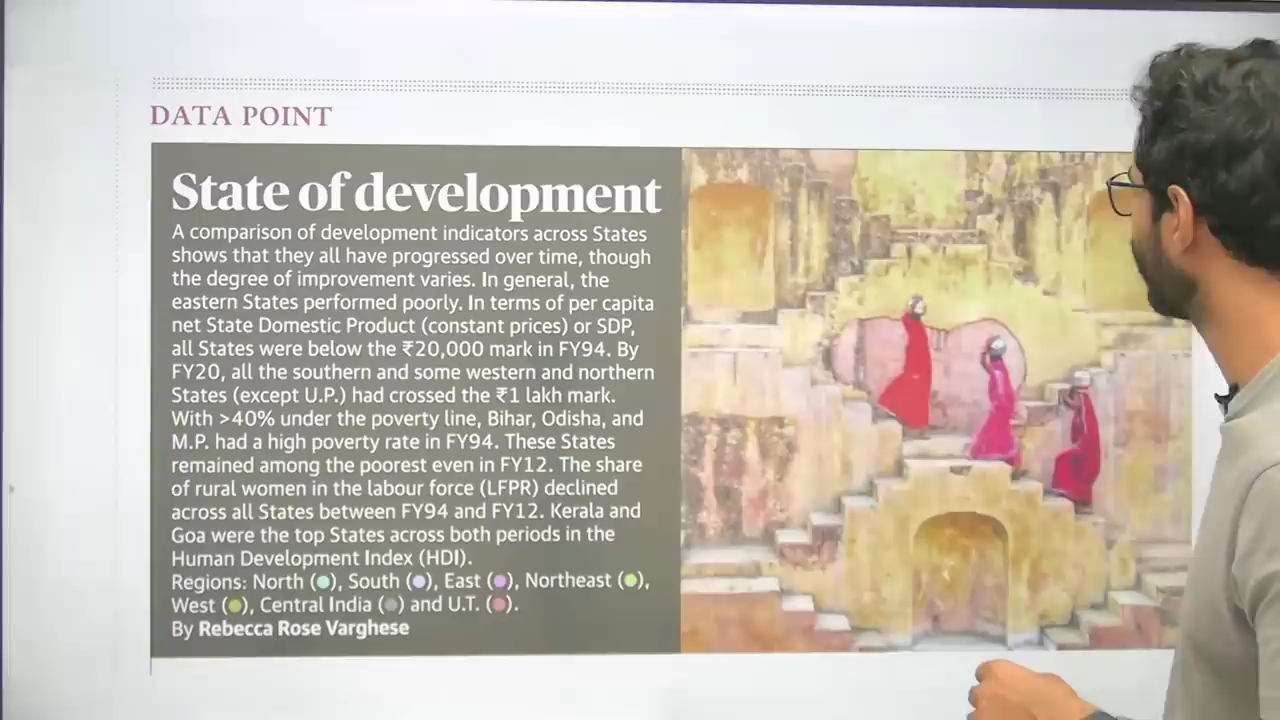 DATA POINT
State of development
A comparison of development indicators across States
shows that they all have progressed over time, though
the degree of improvement varies. In general, the
eastern States performed poorly. In terms of per capita
net State Domestic Product (constant prices) or SDP,
all States were below the ₹20,000 mark in FY94. By
FY20, all the southern and some western and northern
States (except U.P.) had crossed the ₹1 lakh mark.
With >40% under the poverty line, Bihar, Odisha, and
M.P. had a high poverty rate in FY94. These States
remained among the poorest even in FY12. The share
of rural women in the labour force (LFPR) declined
across all States between FY94 and FY12. Kerala and
Goa were the top States across both periods in the
Human Development Index (HDI).
Regions: North (●), South (●), East (●), Northeast (●),
West (●), Central India (●) and U.T. (●).
By Rebecca Rose Varghese